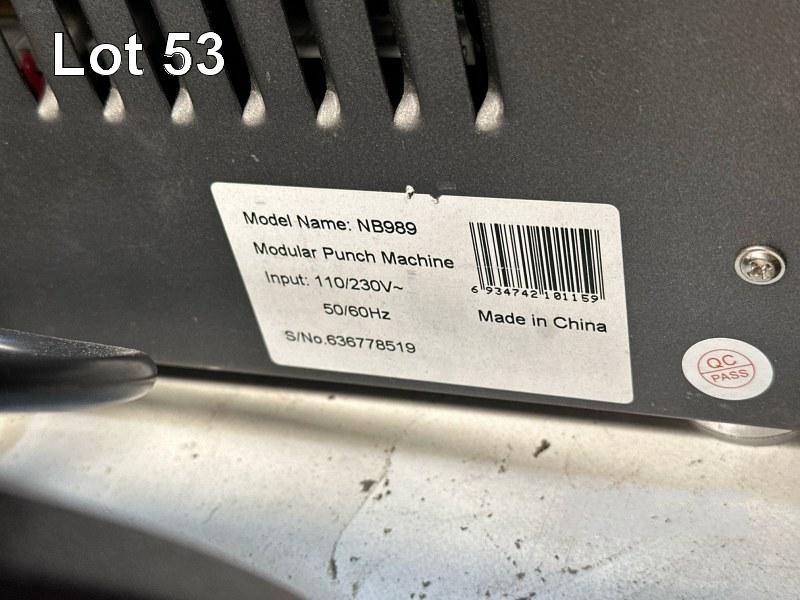 Lot 53
Model Name: NB989
Modular Punch Machine
Input: 110/230V~
50/60Hz
S/No.636778519
6 934742 101159
Made in China
QC
PASS